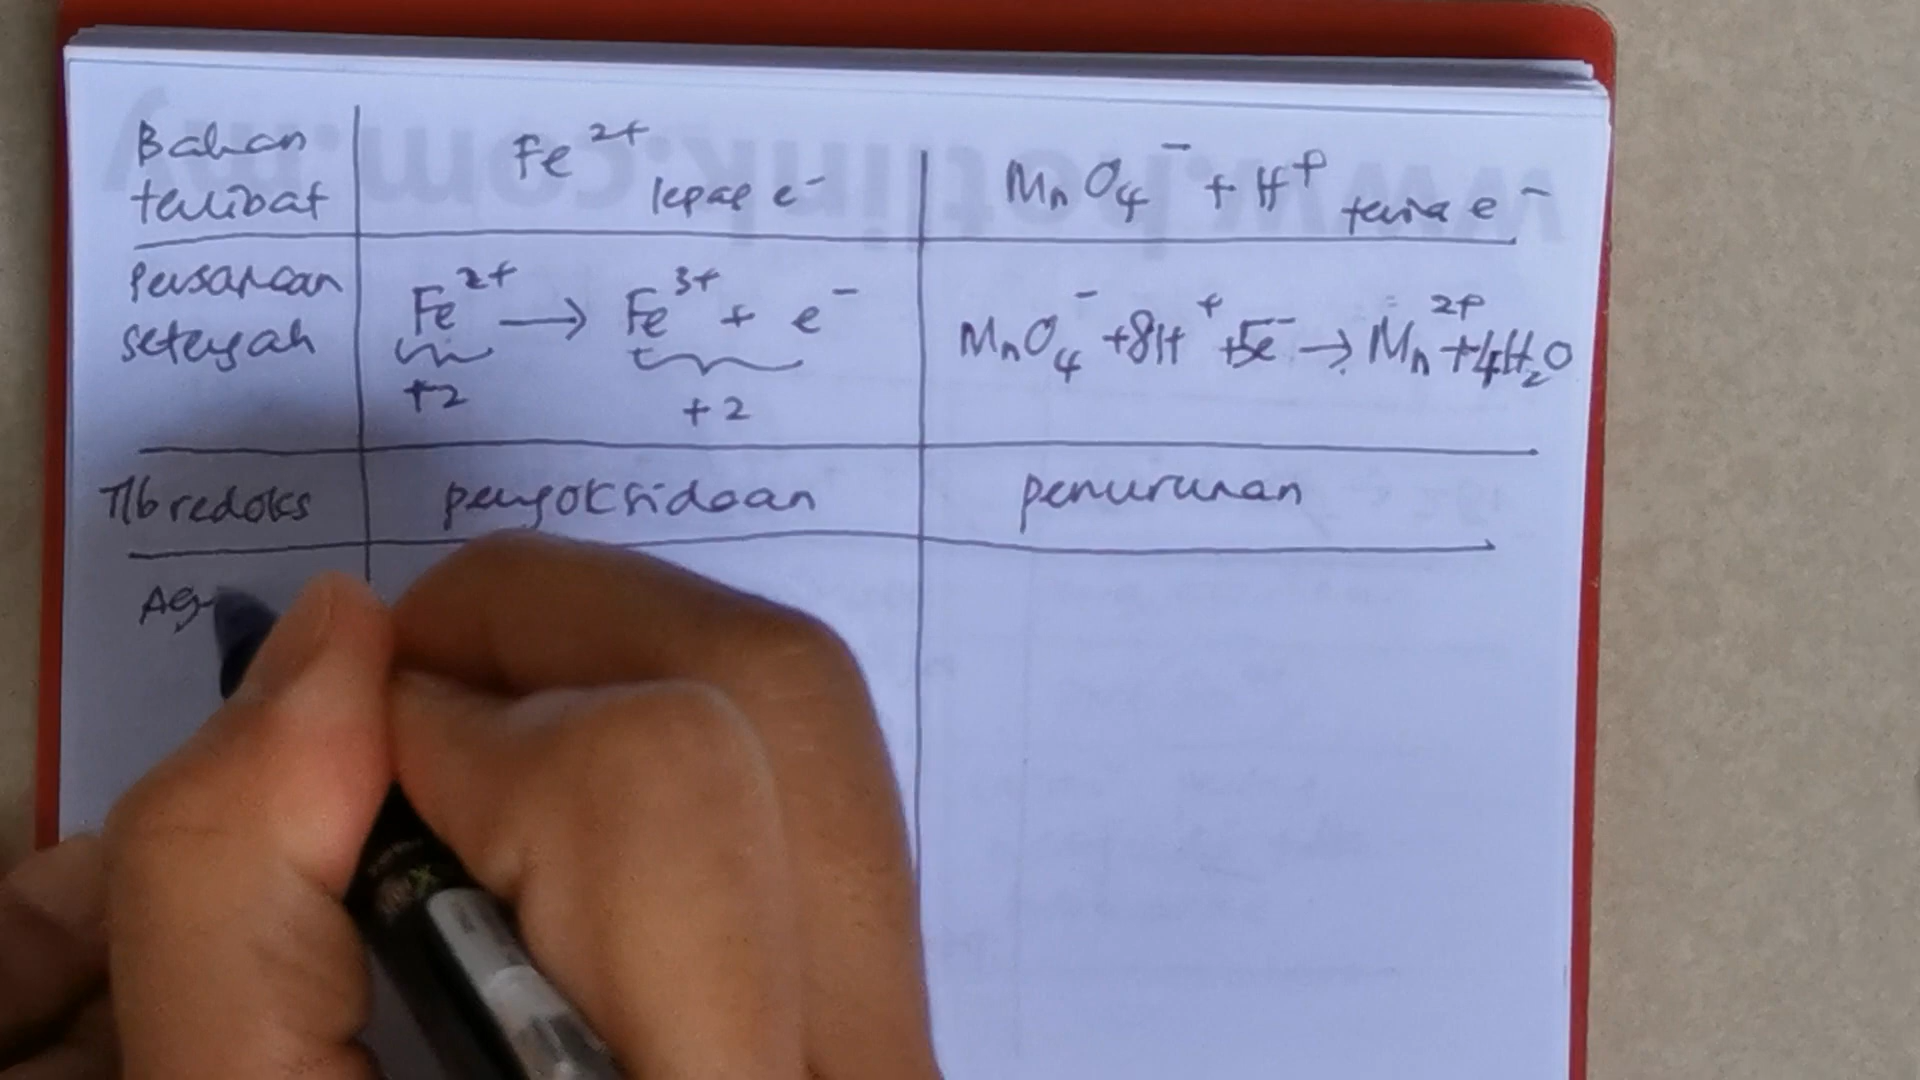 Bahan terlibat
Fe²⁺ lepas e⁻
MnO₄⁻ + H⁺ terima e⁻
Persamaan setengah
Fe²⁺ → Fe³⁺ + e⁻
+2
+2
MnO₄⁻ + 8H⁺ + 5e⁻ → Mn²⁺ + 4H₂O
T/b redoks
pengoksidaan
penurunan
Ag